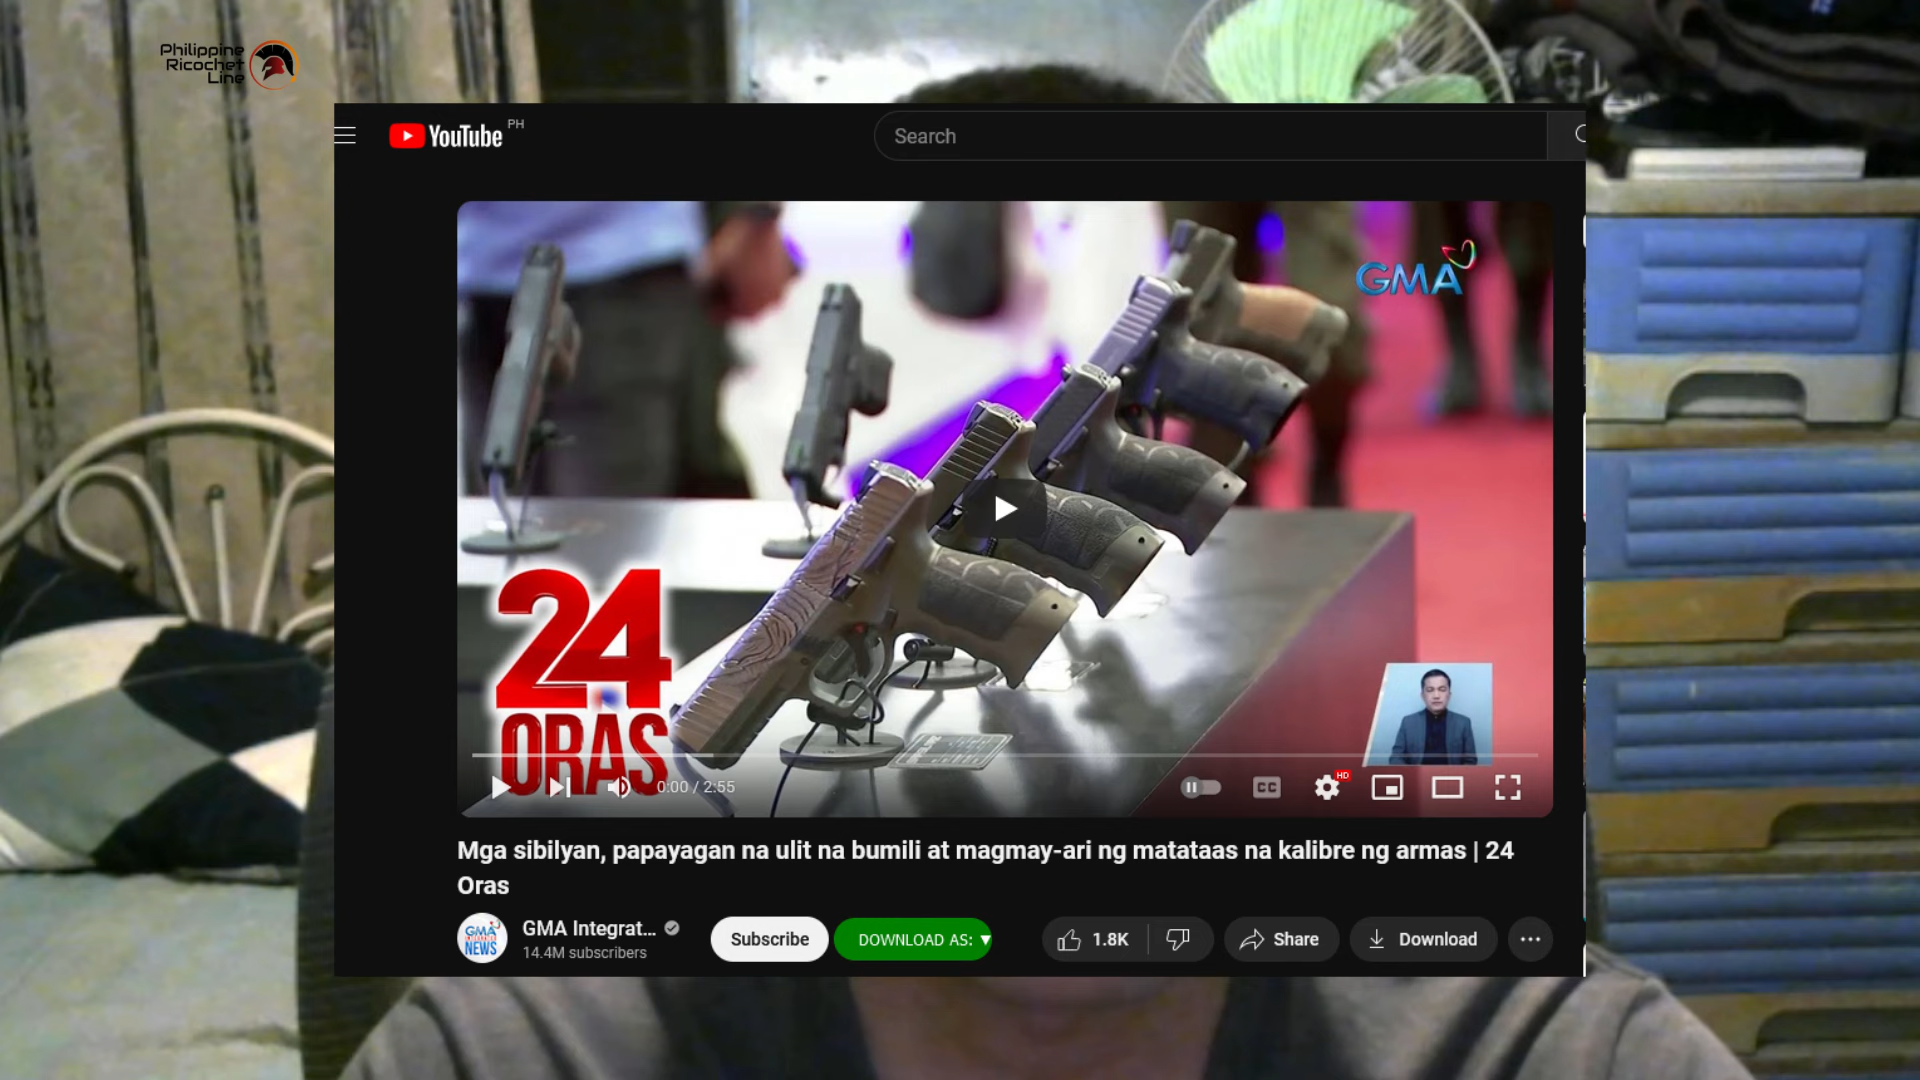 Philippine
Ricochet
Line
YouTube PH
Search
GMA
24
ORAS
0:00 / 2:55
CC
HD
Mga sibilyan, papayagan na ulit na bumili at magmay-ari ng matataas na kalibre ng armas | 24
Oras
GMA
NEWS
GMA Integrat...
14.4M subscribers
Subscribe
DOWNLOAD AS: ▼
1.8K
Share
Download